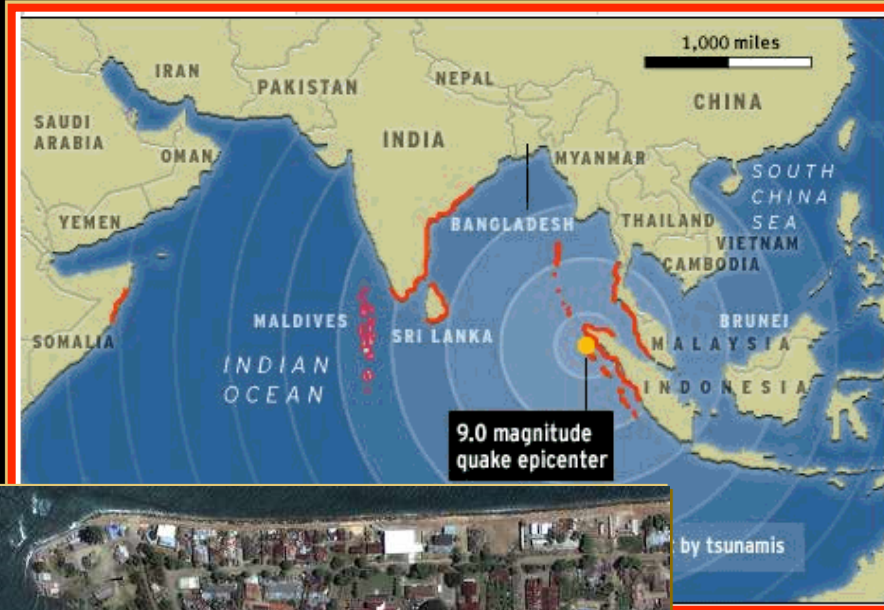 1,000 miles
IRAN
PAKISTAN
NEPAL
CHINA
SAUDI
ARABIA
OMAN
INDIA
MYANMAR
SOUTH
CHINA
SEA
YEMEN
BANGLADESH
THAILAND
VIETNAM
CAMBODIA
MALDIVES
SRI LANKA
BRUNEI
SOMALIA
MALAYSIA
INDIAN
OCEAN
INDONESIA
9.0 magnitude
quake epicenter
by tsunamis